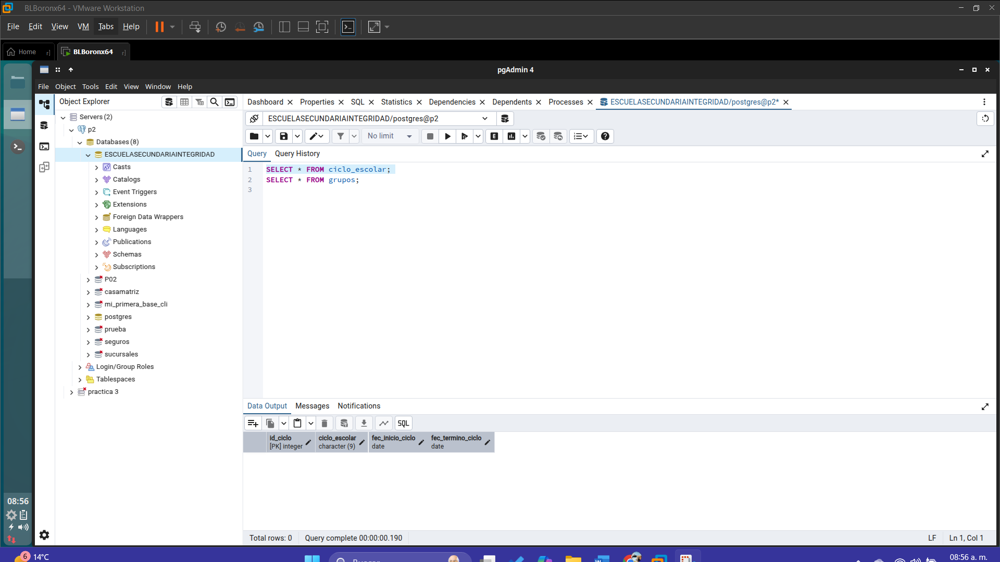 BLBoronx64 - VMware Workstation
File Edit View VM Tabs Help
Home
BLBoronx64
pgAdmin 4
File Object Tools Edit View Window Help
Object Explorer
Dashboard Properties SQL Statistics Dependencies Dependents Processes ESCUELASECUNDARIAINTEGRIDAD/postgres@p2*
Servers (2)
p2
Databases (8)
ESCUELASECUNDARIAINTEGRIDAD
Casts
Catalogs
Event Triggers
Extensions
Foreign Data Wrappers
Languages
Publications
Schemas
Subscriptions
P02
casamatriz
mi_primera_base_cli
postgres
prueba
seguros
sucursales
Login/Group Roles
Tablespaces
practica 3
ESCUELASECUNDARIAINTEGRIDAD/postgres@p2
No limit
E
Query Query History
1 SELECT * FROM ciclo_escolar;
2 SELECT * FROM grupos;
3
Data Output Messages Notifications
SQL
id_ciclo [PK] integer
ciclo_escolar character (9)
fec_inicio_ciclo date
fec_termino_ciclo date
Total rows: 0 Query complete 00:00:00.190 LF Ln 1, Col 1
08:56
6 14°C
08:56 a. m.